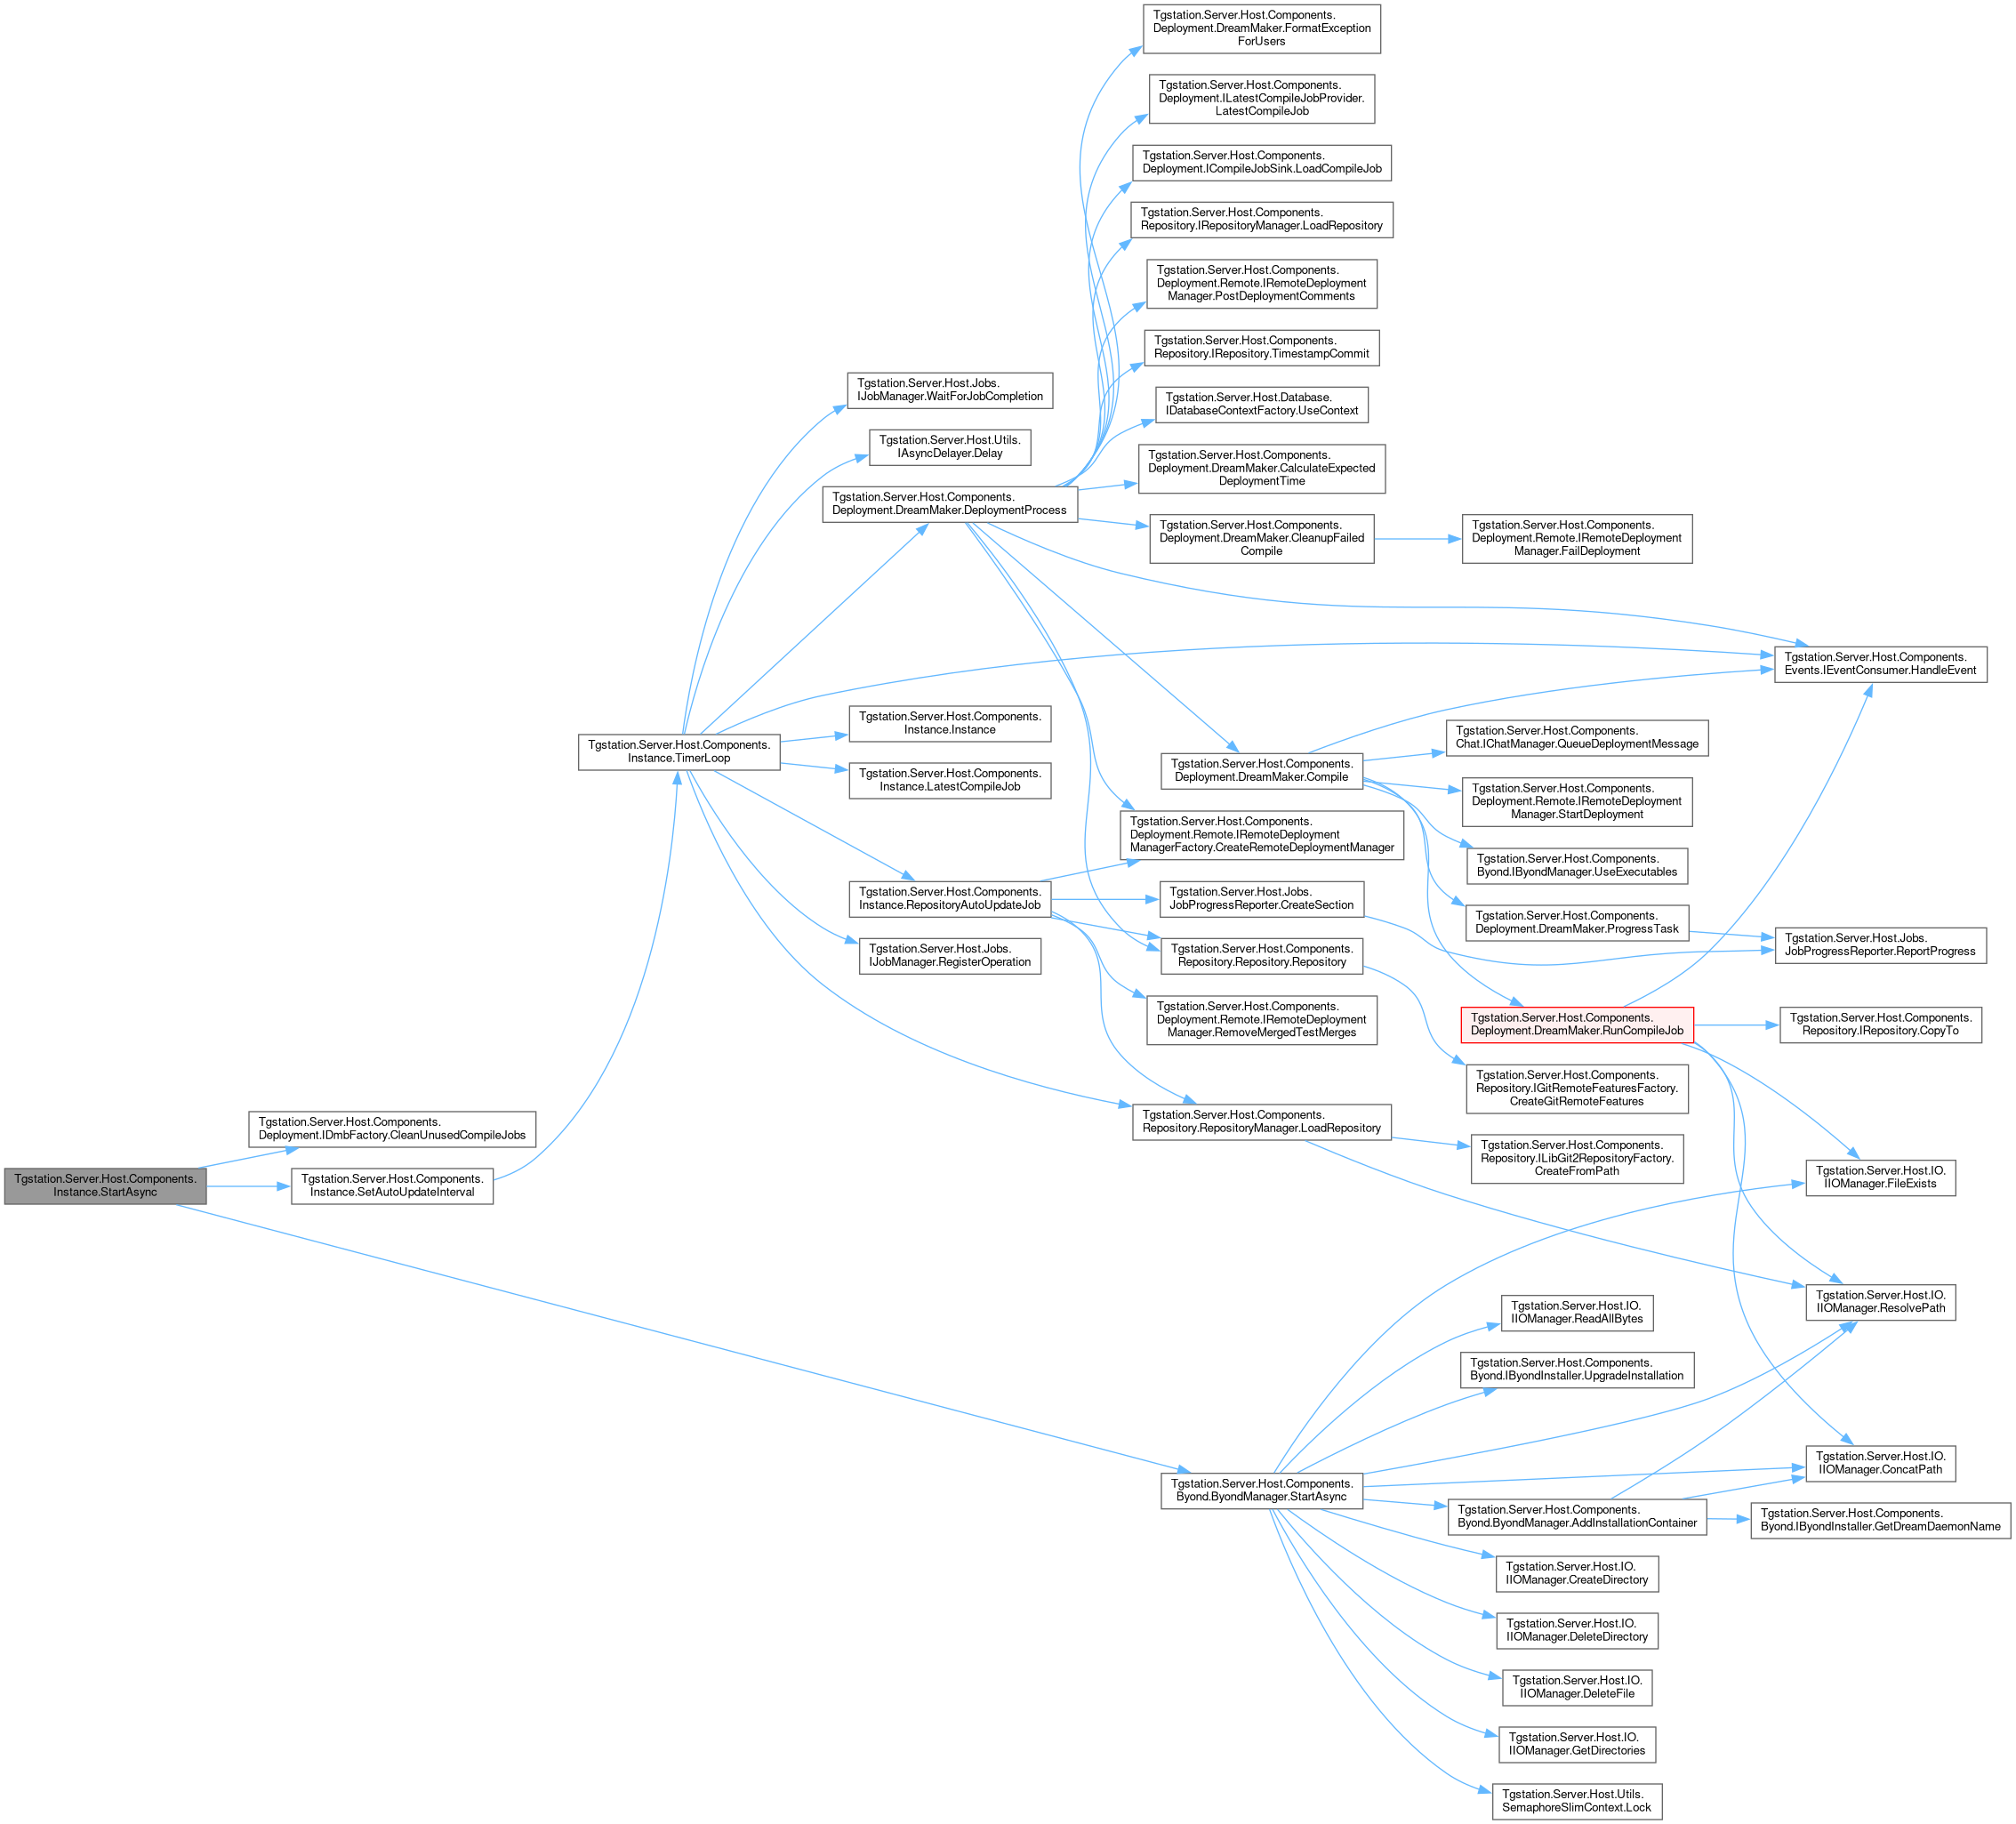 Tgstation.Server.Host.Components.
Instance.StartAsync
Tgstation.Server.Host.Components.
Deployment.IDmbFactory.CleanUnusedCompileJobs
Tgstation.Server.Host.Components.
Instance.SetAutoUpdateInterval
Tgstation.Server.Host.Components.
Instance.TimerLoop
Tgstation.Server.Host.Jobs.
IJobManager.WaitForJobCompletion
Tgstation.Server.Host.Utils.
IAsyncDelayer.Delay
Tgstation.Server.Host.Components.
Deployment.DreamMaker.DeploymentProcess
Tgstation.Server.Host.Components.
Instance.Instance
Tgstation.Server.Host.Components.
Instance.LatestCompileJob
Tgstation.Server.Host.Components.
Instance.RepositoryAutoUpdateJob
Tgstation.Server.Host.Jobs.
IJobManager.RegisterOperation
Tgstation.Server.Host.Components.
Deployment.DreamMaker.FormatException
ForUsers
Tgstation.Server.Host.Components.
Deployment.ILatestCompileJobProvider.
LatestCompileJob
Tgstation.Server.Host.Components.
Deployment.ICompileJobSink.LoadCompileJob
Tgstation.Server.Host.Components.
Repository.IRepositoryManager.LoadRepository
Tgstation.Server.Host.Components.
Deployment.Remote.IRemoteDeployment
Manager.PostDeploymentComments
Tgstation.Server.Host.Components.
Repository.IRepository.TimestampCommit
Tgstation.Server.Host.Database.
IDatabaseContextFactory.UseContext
Tgstation.Server.Host.Components.
Deployment.DreamMaker.CalculateExpected
DeploymentTime
Tgstation.Server.Host.Components.
Deployment.DreamMaker.CleanupFailed
Compile
Tgstation.Server.Host.Components.
Deployment.Remote.IRemoteDeployment
Manager.FailDeployment
Tgstation.Server.Host.Components.
Events.IEventConsumer.HandleEvent
Tgstation.Server.Host.Components.
Deployment.DreamMaker.Compile
Tgstation.Server.Host.Components.
Chat.IChatManager.QueueDeploymentMessage
Tgstation.Server.Host.Components.
Deployment.Remote.IRemoteDeployment
Manager.StartDeployment
Tgstation.Server.Host.Components.
Byond.IByondManager.UseExecutables
Tgstation.Server.Host.Components.
Deployment.DreamMaker.ProgressTask
Tgstation.Server.Host.Jobs.
JobProgressReporter.ReportProgress
Tgstation.Server.Host.Components.
Deployment.Remote.IRemoteDeployment
ManagerFactory.CreateRemoteDeploymentManager
Tgstation.Server.Host.Jobs.
JobProgressReporter.CreateSection
Tgstation.Server.Host.Components.
Repository.Repository.Repository
Tgstation.Server.Host.Components.
Deployment.Remote.IRemoteDeployment
Manager.RemoveMergedTestMerges
Tgstation.Server.Host.Components.
Repository.RepositoryManager.LoadRepository
Tgstation.Server.Host.Components.
Deployment.DreamMaker.RunCompileJob
Tgstation.Server.Host.Components.
Repository.IRepository.CopyTo
Tgstation.Server.Host.Components.
Repository.IGitRemoteFeaturesFactory.
CreateGitRemoteFeatures
Tgstation.Server.Host.Components.
Repository.ILibGit2RepositoryFactory.
CreateFromPath
Tgstation.Server.Host.IO.
IIOManager.FileExists
Tgstation.Server.Host.IO.
IIOManager.ResolvePath
Tgstation.Server.Host.IO.
IIOManager.ReadAllBytes
Tgstation.Server.Host.Components.
Byond.IByondInstaller.UpgradeInstallation
Tgstation.Server.Host.IO.
IIOManager.ConcatPath
Tgstation.Server.Host.Components.
Byond.ByondManager.StartAsync
Tgstation.Server.Host.Components.
Byond.ByondManager.AddInstallationContainer
Tgstation.Server.Host.Components.
Byond.IByondInstaller.GetDreamDaemonName
Tgstation.Server.Host.IO.
IIOManager.CreateDirectory
Tgstation.Server.Host.IO.
IIOManager.DeleteDirectory
Tgstation.Server.Host.IO.
IIOManager.DeleteFile
Tgstation.Server.Host.IO.
IIOManager.GetDirectories
Tgstation.Server.Host.Utils.
SemaphoreSlimContext.Lock